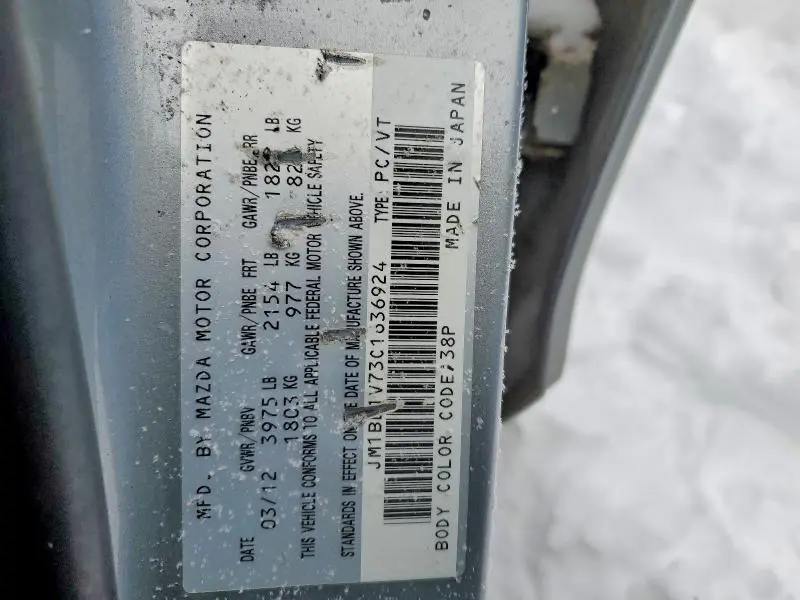 MFD. BY MAZDA MOTOR CORPORATION
DATE GVWR/PNBV GAWR/PNBE FRT GAWR/PNBE RR
03/12 3975 LB 2154 LB LB
KG 977 KG KG
THIS VEHICLE CONFORMS TO ALL APPLICABLE FEDERAL MOTOR VEHICLE SAFETY
STANDARDS IN EFFECT ON THE DATE OF MANUFACTURE SHOWN ABOVE.
TYPE: PC/VT
BODY COLOR CODE: 38P MADE IN JAPAN